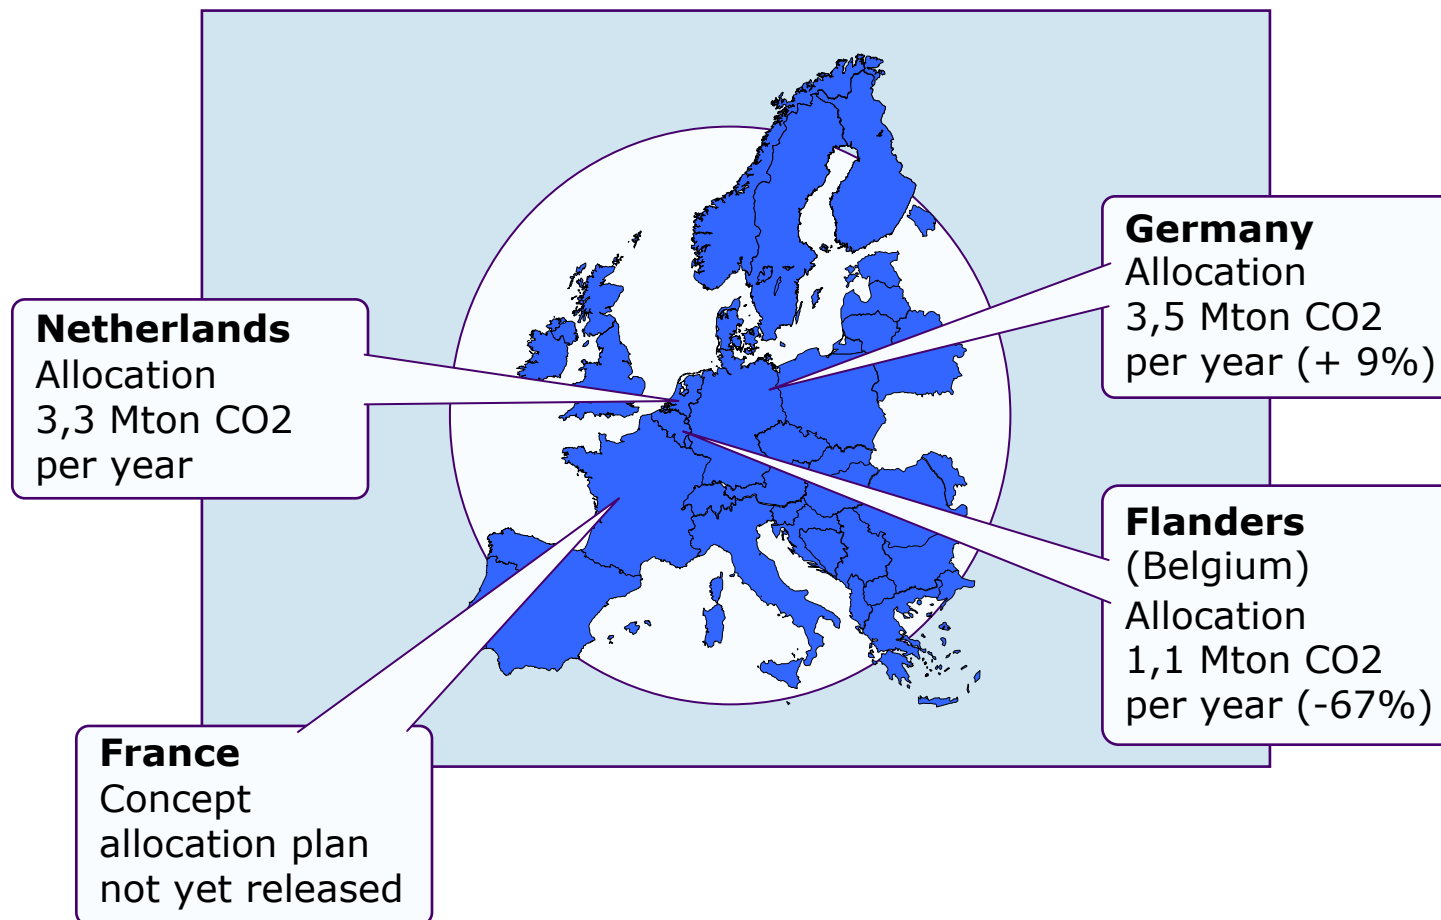 Netherlands
Allocation
3,3 Mton CO2
per year
Germany
Allocation
3,5 Mton CO2
per year (+ 9%)
Flanders
(Belgium)
Allocation
1,1 Mton CO2
per year (-67%)
France
Concept
allocation plan
not yet released